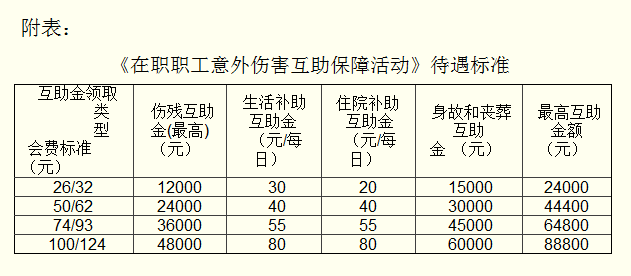 附表：
《在职职工意外伤害互助保障活动》待遇标准
互助金领取类型
会费标准（元）
伤残互助金(最高)（元）
生活补助互助金（元/每日）
住院补助互助金（元/每日）
身故和丧葬互助金 （元）
最高互助金额（元）
26/32 12000 30 20 15000 24000
50/62 24000 40 40 30000 44400
74/93 36000 55 55 45000 64800
100/124 48000 80 80 60000 88800